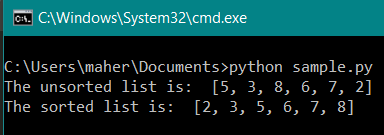 C:\Windows\System32\cmd.exe
C:\Users\maher\Documents>python sample.py
The unsorted list is:  [5, 3, 8, 6, 7, 2]
The sorted list is:  [2, 3, 5, 6, 7, 8]